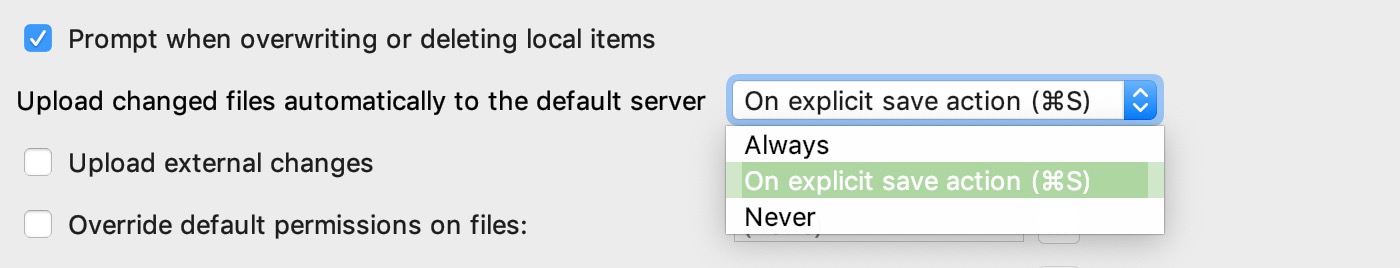 Prompt when overwriting or deleting local items
Upload changed files automatically to the default server
On explicit save action (⌘S)
Always
On explicit save action (⌘S)
Never
Upload external changes
Override default permissions on files: